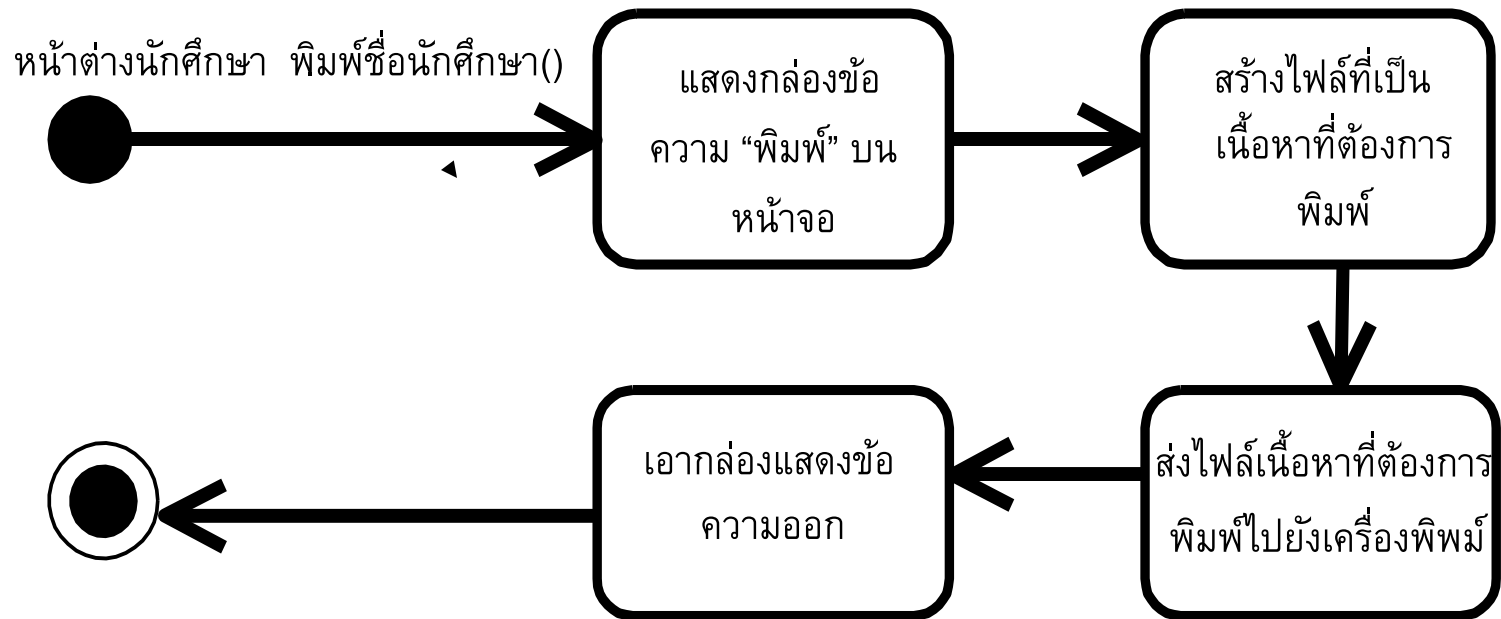 หน้าต่างนักศึกษา พิมพ์ชื่อนักศึกษา()
แสดงกล่องข้อ
ความ “พิมพ์” บน
หน้าจอ
สร้างไฟล์ที่เป็น
เนื้อหาที่ต้องการ
พิมพ์
ส่งไฟล์เนื้อหาที่ต้องการ
พิมพ์ไปยังเครื่องพิพม์
เอากล่องแสดงข้อ
ความออก